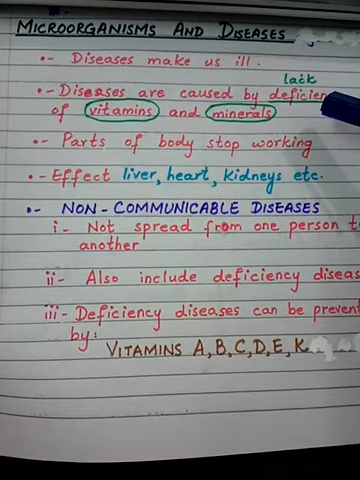 MICROORGANISMS AND DISEASES
•- Diseases make us ill.
lack
•- Diseases are caused by deficien
of vitamins and minerals
•- Parts of body stop working
•- Effect liver, heart, kidneys etc.
•- NON-COMMUNICABLE DISEASES
i- Not spread from one person t
another
ii- Also include deficiency diseas
iii- Deficiency diseases can be prevent
by:
VITAMINS A, B, C, D, E, K